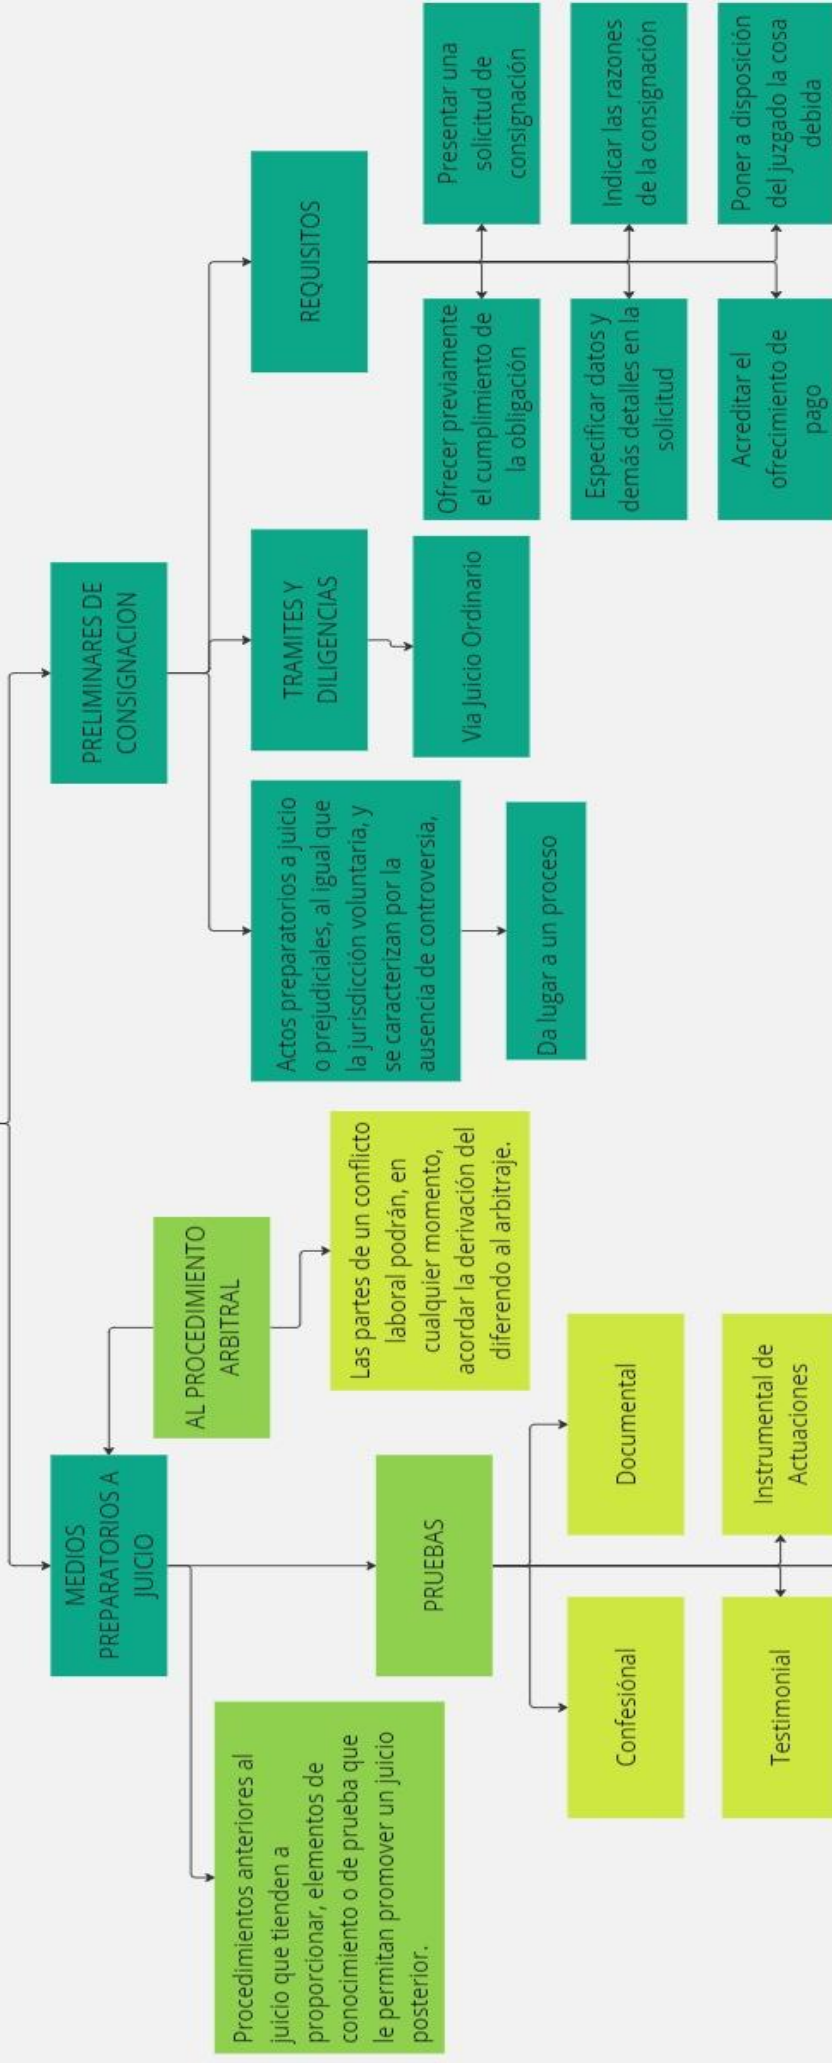 MEDIOS
PREPARATORIOS A
JUICIO
PRELIMINARES DE
CONSIGNACION
AL PROCEDIMIENTO
ARBITRAL
Procedimientos anteriores al
juicio que tienden a
proporcionar, elementos de
conocimiento o de prueba que
le permitan promover un juicio
posterior.
Las partes de un conflicto
laboral podrán, en
cualquier momento,
acordar la derivación del
diferendo al arbitraje.
PRUEBAS
Confesiónal
Documental
Testimonial
Instrumental de
Actuaciones
Actos preparatorios a juicio
o prejudiciales, al igual que
la jurisdicción voluntaria, y
se caracterizan por la
ausencia de controversia,
Da lugar a un proceso
TRAMITES Y
DILIGENCIAS
Via Juicio Ordinario
REQUISITOS
Ofrecer previamente
el cumplimiento de
la obligación
Presentar una
solicitud de
consignación
Especificar datos y
demás detalles en la
solicitud
Indicar las razones
de la consignación
Acreditar el
ofrecimiento de
pago
Poner a disposición
del juzgado la cosa
debida